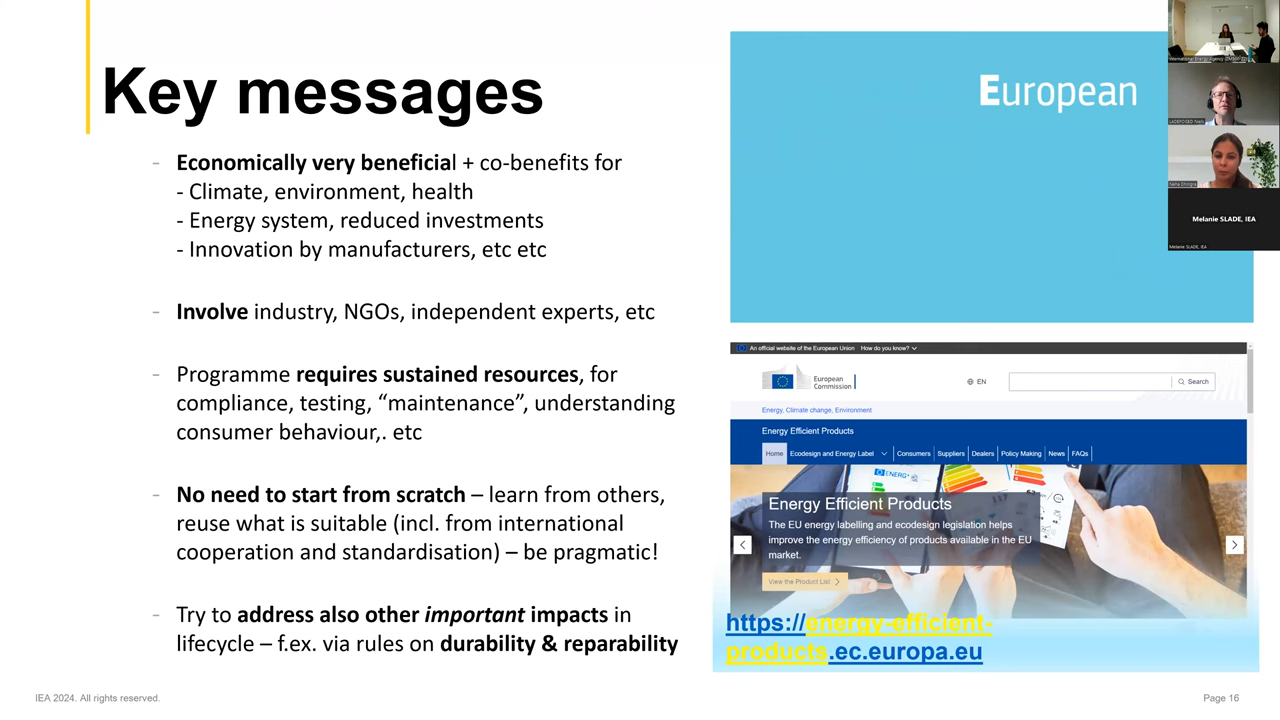 Key messages
- Economically very beneficial + co-benefits for
- Climate, environment, health
- Energy system, reduced investments
- Innovation by manufacturers, etc etc
- Involve industry, NGOs, independent experts, etc
- Programme requires sustained resources, for
compliance, testing, “maintenance”, understanding
consumer behaviour,. etc
- No need to start from scratch – learn from others,
reuse what is suitable (incl. from international
cooperation and standardisation) – be pragmatic!
- Try to address also other important impacts in
lifecycle – f.ex. via rules on durability & reparability
European
An official website of the European Union How do you know?
European
Commission
EN
Search
Energy, Climate change, Environment
Energy Efficient Products
Home Ecodesign and Energy Label Consumers Suppliers Dealers Policy Making News FAQs
ENERG
Energy Efficient Products
The EU energy labelling and ecodesign legislation helps
improve the energy efficiency of products available in the EU
market.
View the Product List
https://energy-efficient-
products.ec.europa.eu
Melanie SLADE, IEA
Melanie SLADE, IEA
IEA 2024. All rights reserved.
Page 16